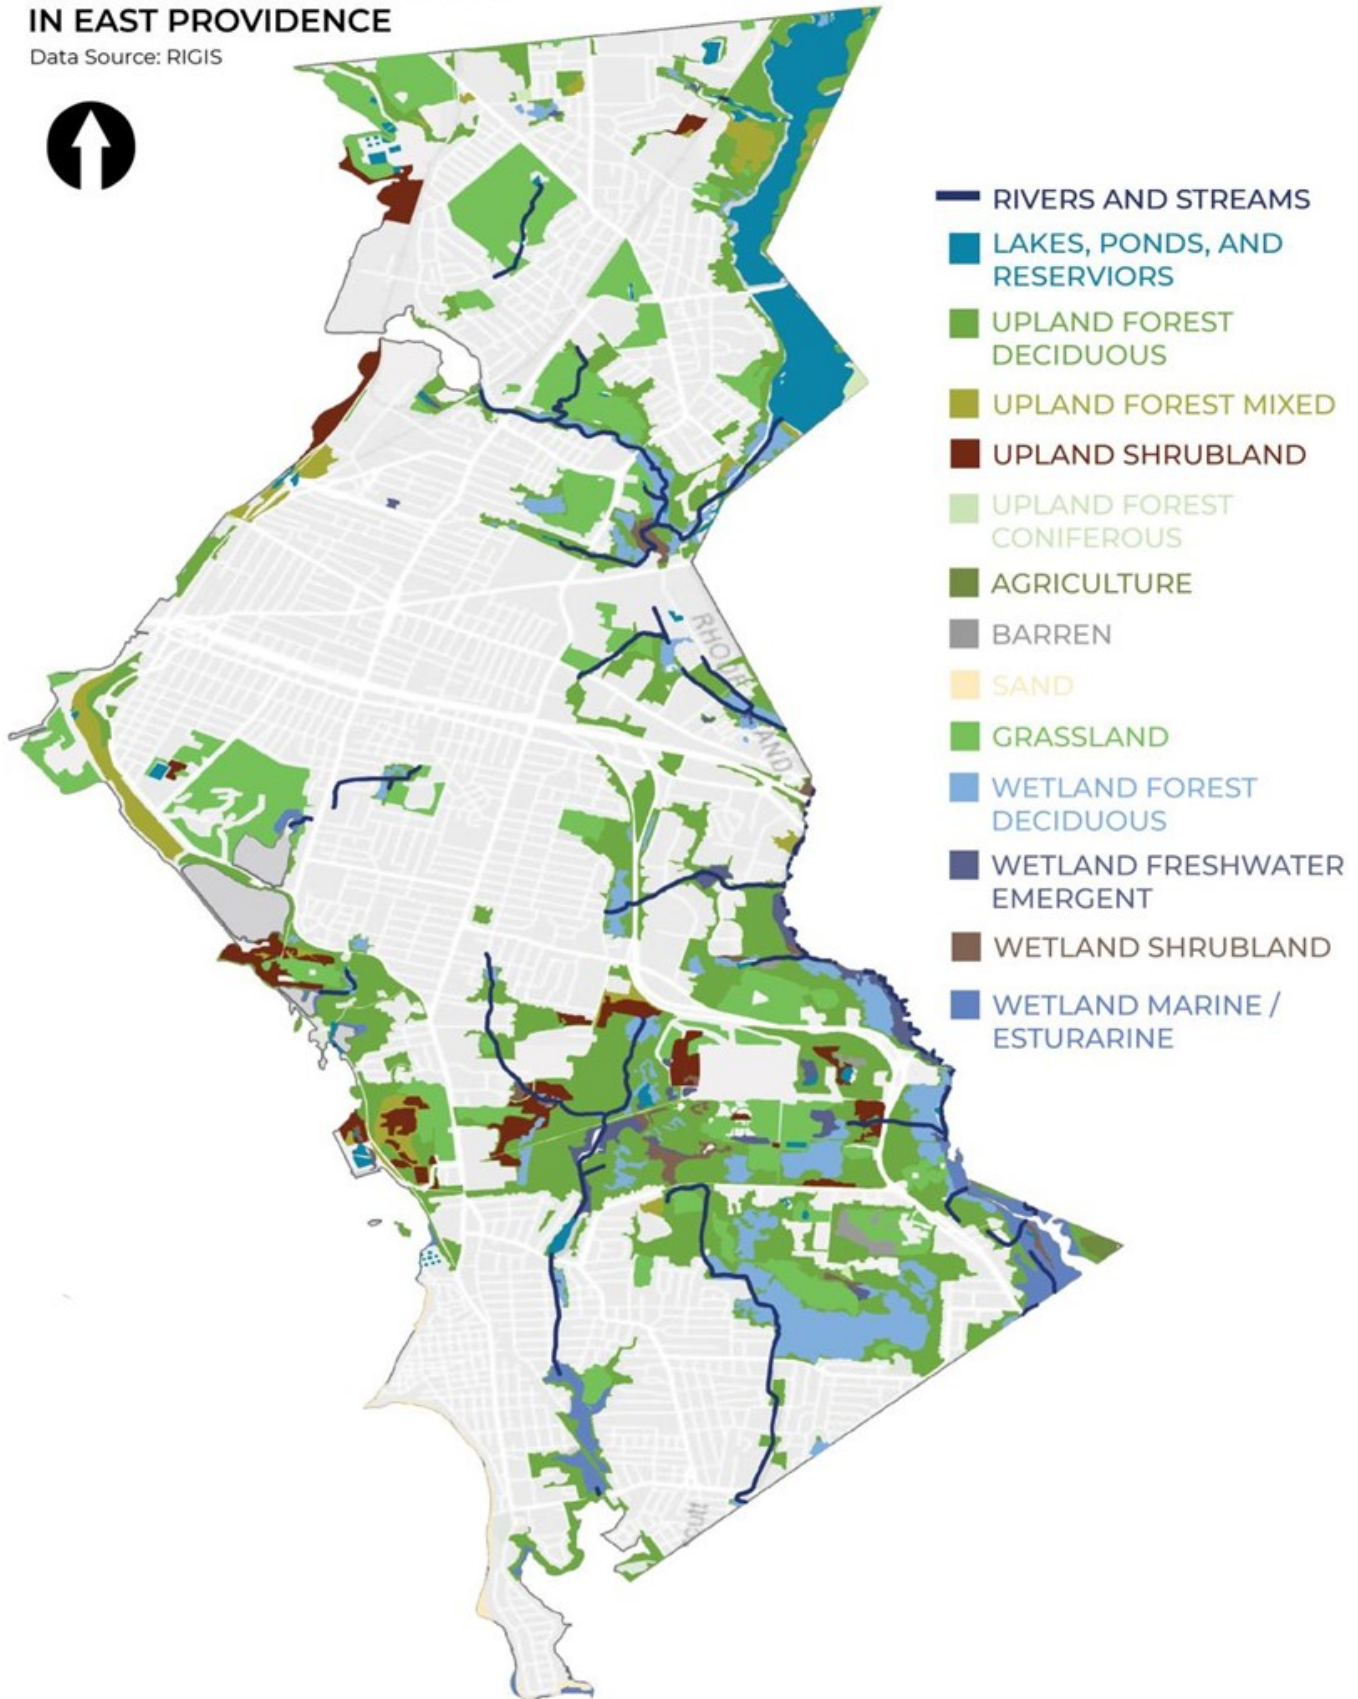 IN EAST PROVIDENCE
Data Source: RIGIS
RIVERS AND STREAMS
LAKES, PONDS, AND
RESERVIORS
UPLAND FOREST
DECIDUOUS
UPLAND FOREST MIXED
UPLAND SHRUBLAND
UPLAND FOREST
CONIFEROUS
AGRICULTURE
BARREN
SAND
GRASSLAND
WETLAND FOREST
DECIDUOUS
WETLAND FRESHWATER
EMERGENT
WETLAND SHRUBLAND
WETLAND MARINE /
ESTURARINE